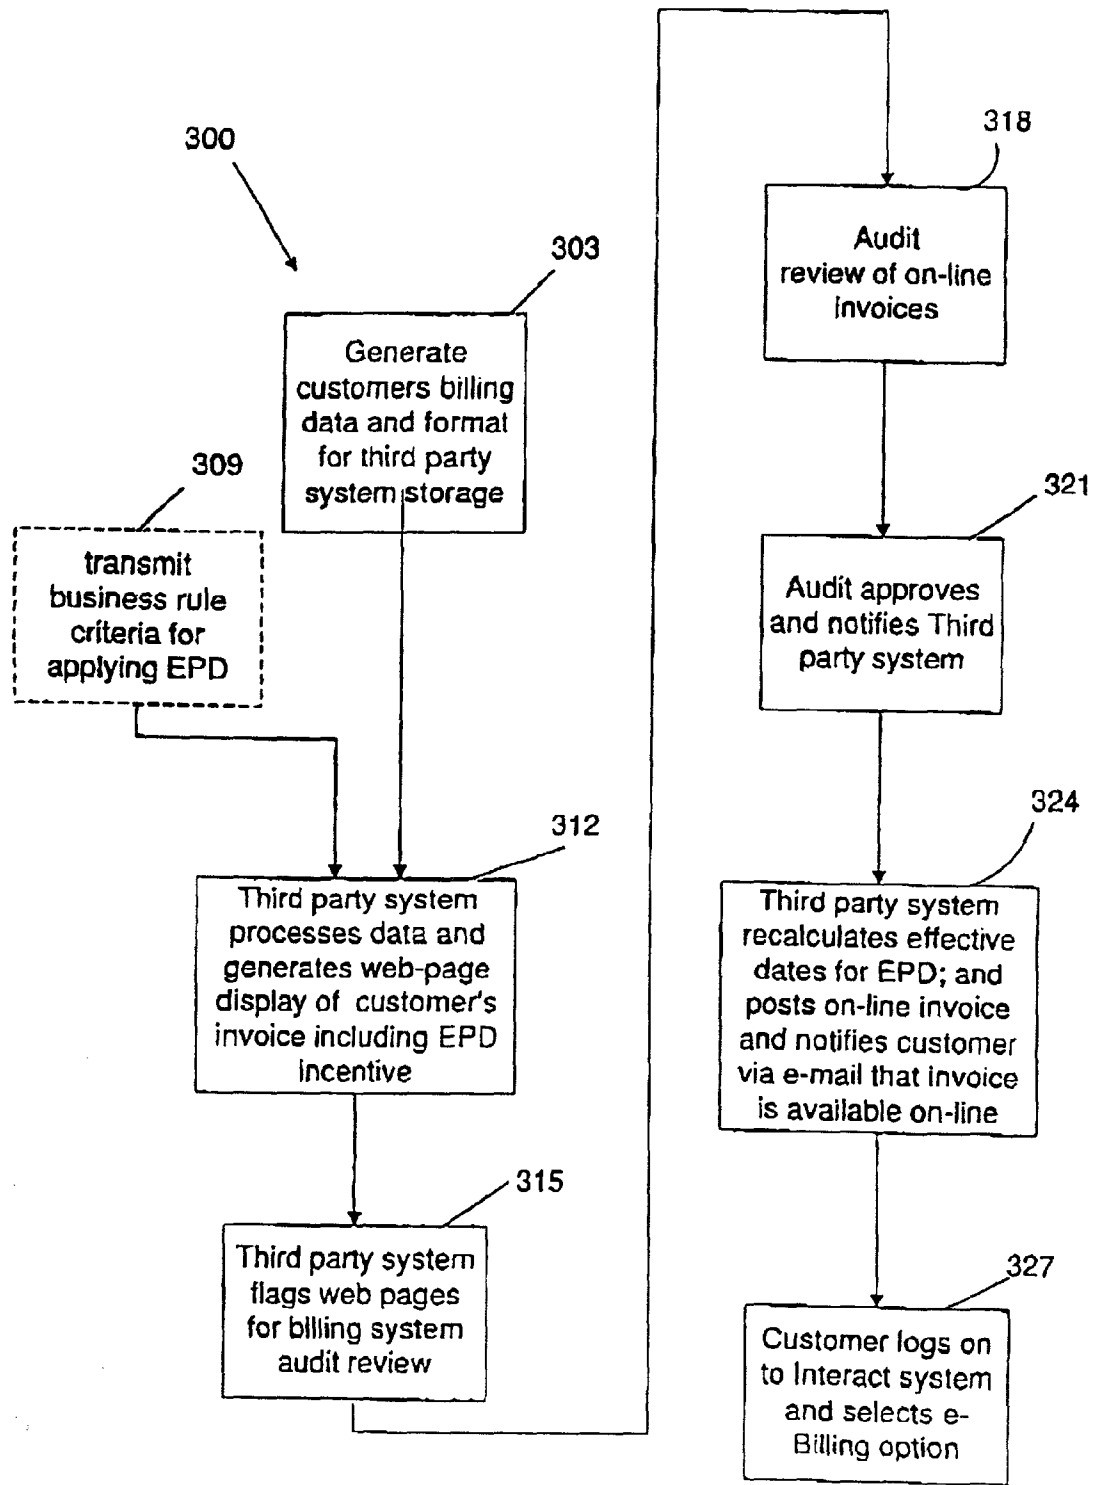 300
303
Generate
customers billing
data and format
for third party
system storage
309
transmit
business rule
criteria for
applying EPD
312
Third party system
processes data and
generates web-page
display of customer's
invoice including EPD
incentive
315
Third party system
flags web pages
for billing system
audit review
318
Audit
review of on-line
invoices
321
Audit approves
and notifies Third
party system
324
Third party system
recalculates effective
dates for EPD; and
posts on-line invoice
and notifies customer
via e-mail that invoice
is available on-line
327
Customer logs on
to Interact system
and selects e-
Billing option